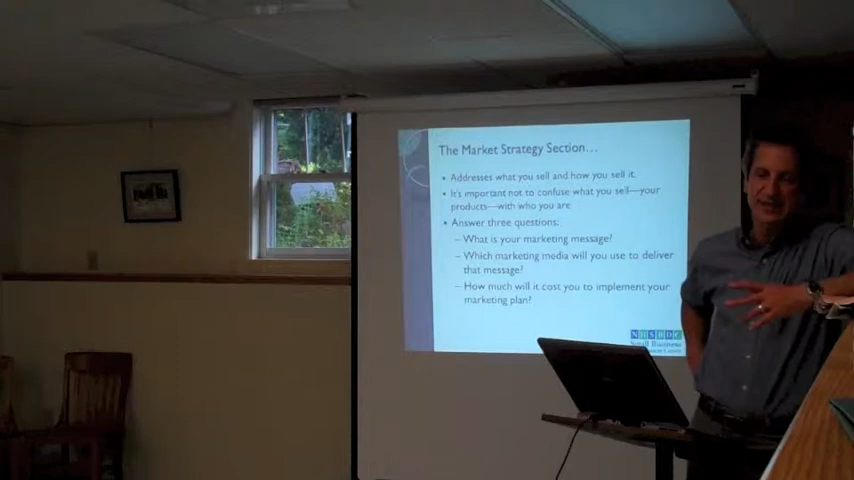 The Market Strategy Section…
• Addresses what you sell and how you sell it.
• It's important not to confuse what you sell—your
products—with who you are
• Answer three questions:
– What is your marketing message?
– Which marketing media will you use to deliver
that message?
– How much will it cost you to implement your
marketing plan?
NHSBDC
Small Business